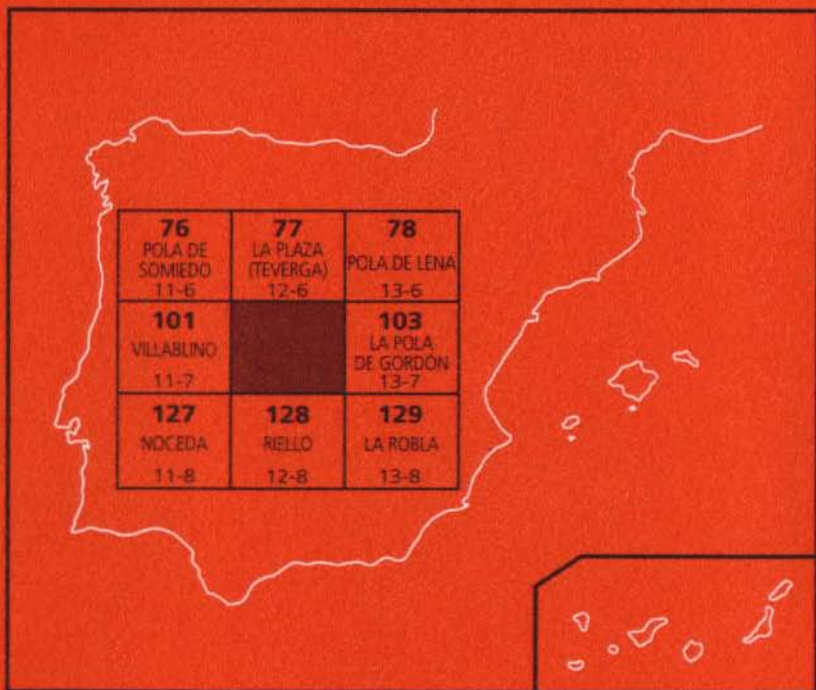 76
POLA DE
SOMIEDO
11-6
77
LA PLAZA
(TEVERGA)
12-6
78
POLA DE LENA
13-6
101
VILLABLINO
11-7
103
LA POLA
DE GORDÓN
13-7
127
NOCEDA
11-8
128
RIELLO
12-8
129
LA ROBLA
13-8